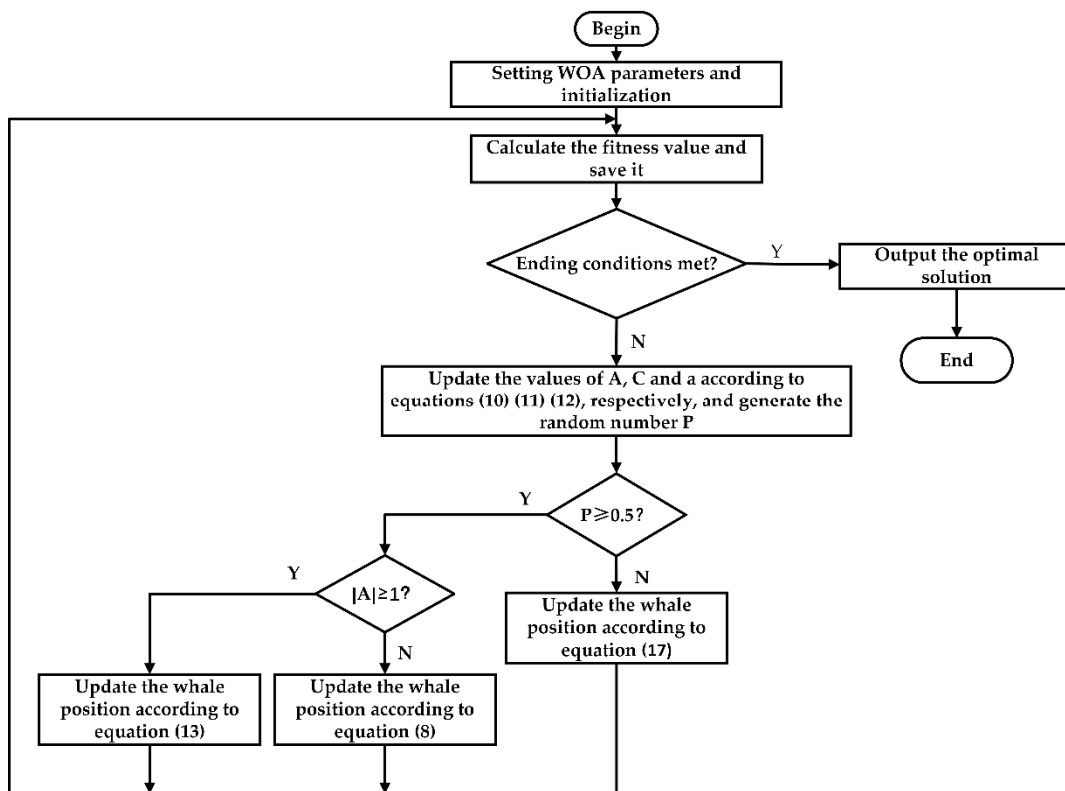 Begin
Setting WOA parameters and
initialization
Calculate the fitness value and
save it
Ending conditions met?
Y
Output the optimal
solution
End
N
Update the values of A, C and a according to
equations (10) (11) (12), respectively, and generate the
random number P
P≥0.5?
Y
N
|A|≥1?
Y
N
Update the whale
position according to
equation (17)
Update the whale
position according to
equation (13)
Update the whale
position according to
equation (8)